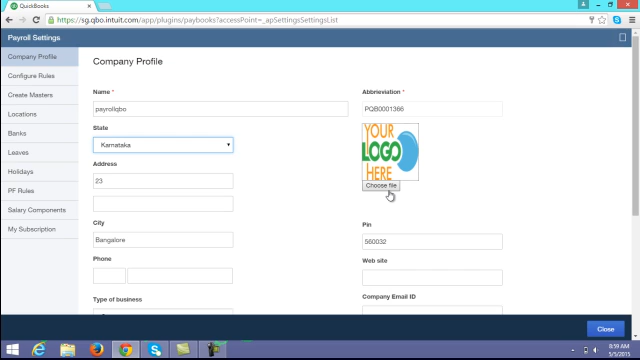 QuickBooks
https://sg.qbo.intuit.com/app/plugins/paybooks?accessPoint=_apSettingsSettingsList
Payroll Settings
Company Profile
Configure Rules
Create Masters
Locations
Banks
Leaves
Holidays
PF Rules
Salary Components
My Subscription
Company Profile
Name *
payrollqbo
Abbrieviation *
PQB0001366
State
Karnataka
YOUR
LOGO
HERE
Choose file
Address
23
City
Bangalore
Pin
560032
Phone
Web site
Type of business
Company Email ID
Close
8:59 AM
5/5/2015